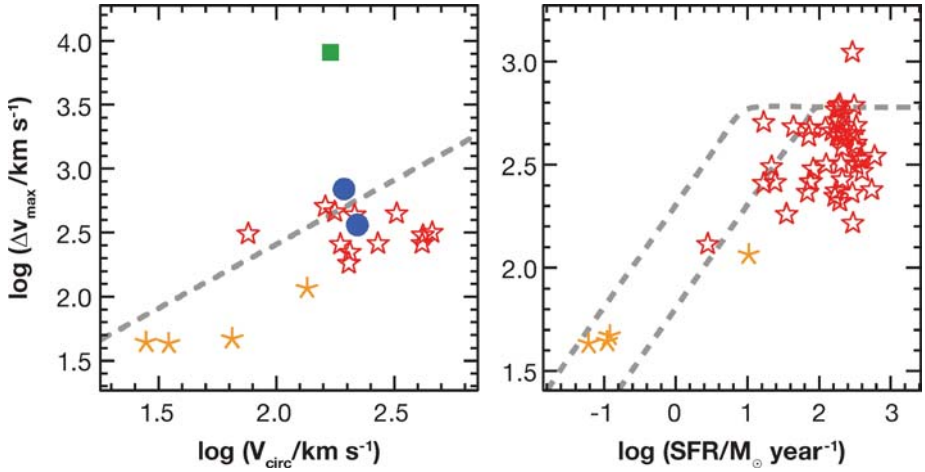 4.0
3.5
3.0
2.5
2.0
1.5
log (Δv_max/km s⁻¹)
1.5 2.0 2.5
log (V_circ/km s⁻¹)
3.0
2.5
2.0
1.5
-1 0 1 2 3
log (SFR/M_⊙ year⁻¹)